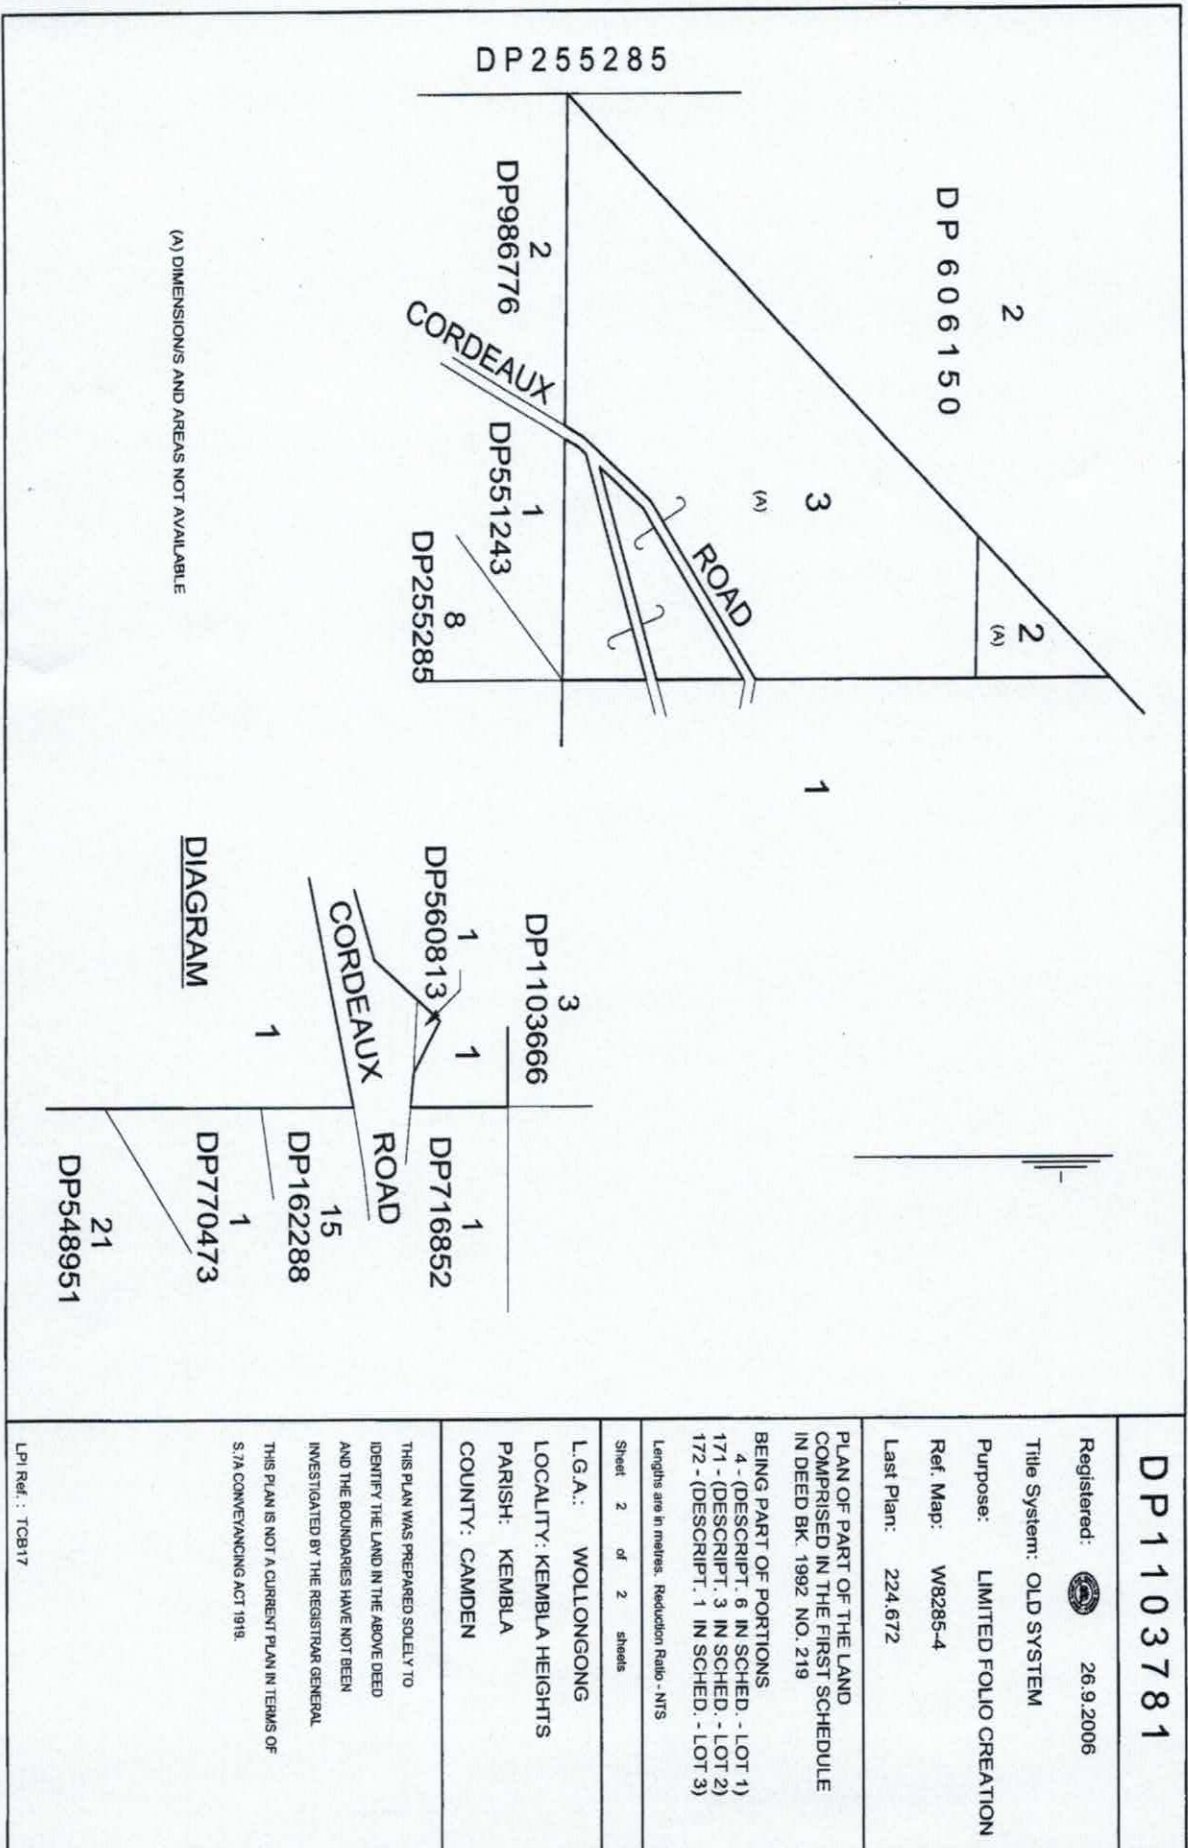 DP255285
2
DP 606150
2
(A)
3
(A)
ROAD
2
DP986776
CORDEAUX
1
DP551243
8
DP255285
1
(A) DIMENSION/S AND AREAS NOT AVAILABLE
3
DP1103666
1
DP560813
1
CORDEAUX
ROAD
1
DP716852
15
DP162288
1
1
DP770473
21
DP548951
DIAGRAM
DP1103781
Registered: 26.9.2006
Title System: OLD SYSTEM
Purpose: LIMITED FOLIO CREATION
Ref. Map: W8285-4
Last Plan: 224.672
PLAN OF PART OF THE LAND
COMPRISED IN THE FIRST SCHEDULE
IN DEED BK. 1992 NO. 219
BEING PART OF PORTIONS
4 - (DESCRIPT. 6 IN SCHED. - LOT 1)
171 - (DESCRIPT. 3 IN SCHED. - LOT 2)
172 - (DESCRIPT. 1 IN SCHED. - LOT 3)
Lengths are in metres. Reduction Ratio - NTS
Sheet 2 of 2 sheets
L.G.A.: WOLLONGONG
LOCALITY: KEMBLA HEIGHTS
PARISH: KEMBLA
COUNTY: CAMDEN
THIS PLAN WAS PREPARED SOLELY TO
IDENTIFY THE LAND IN THE ABOVE DEED
AND THE BOUNDARIES HAVE NOT BEEN
INVESTIGATED BY THE REGISTRAR GENERAL
THIS PLAN IS NOT A CURRENT PLAN IN TERMS OF
S.7A CONVEYANCING ACT 1919.
LPI Ref. : TCB17